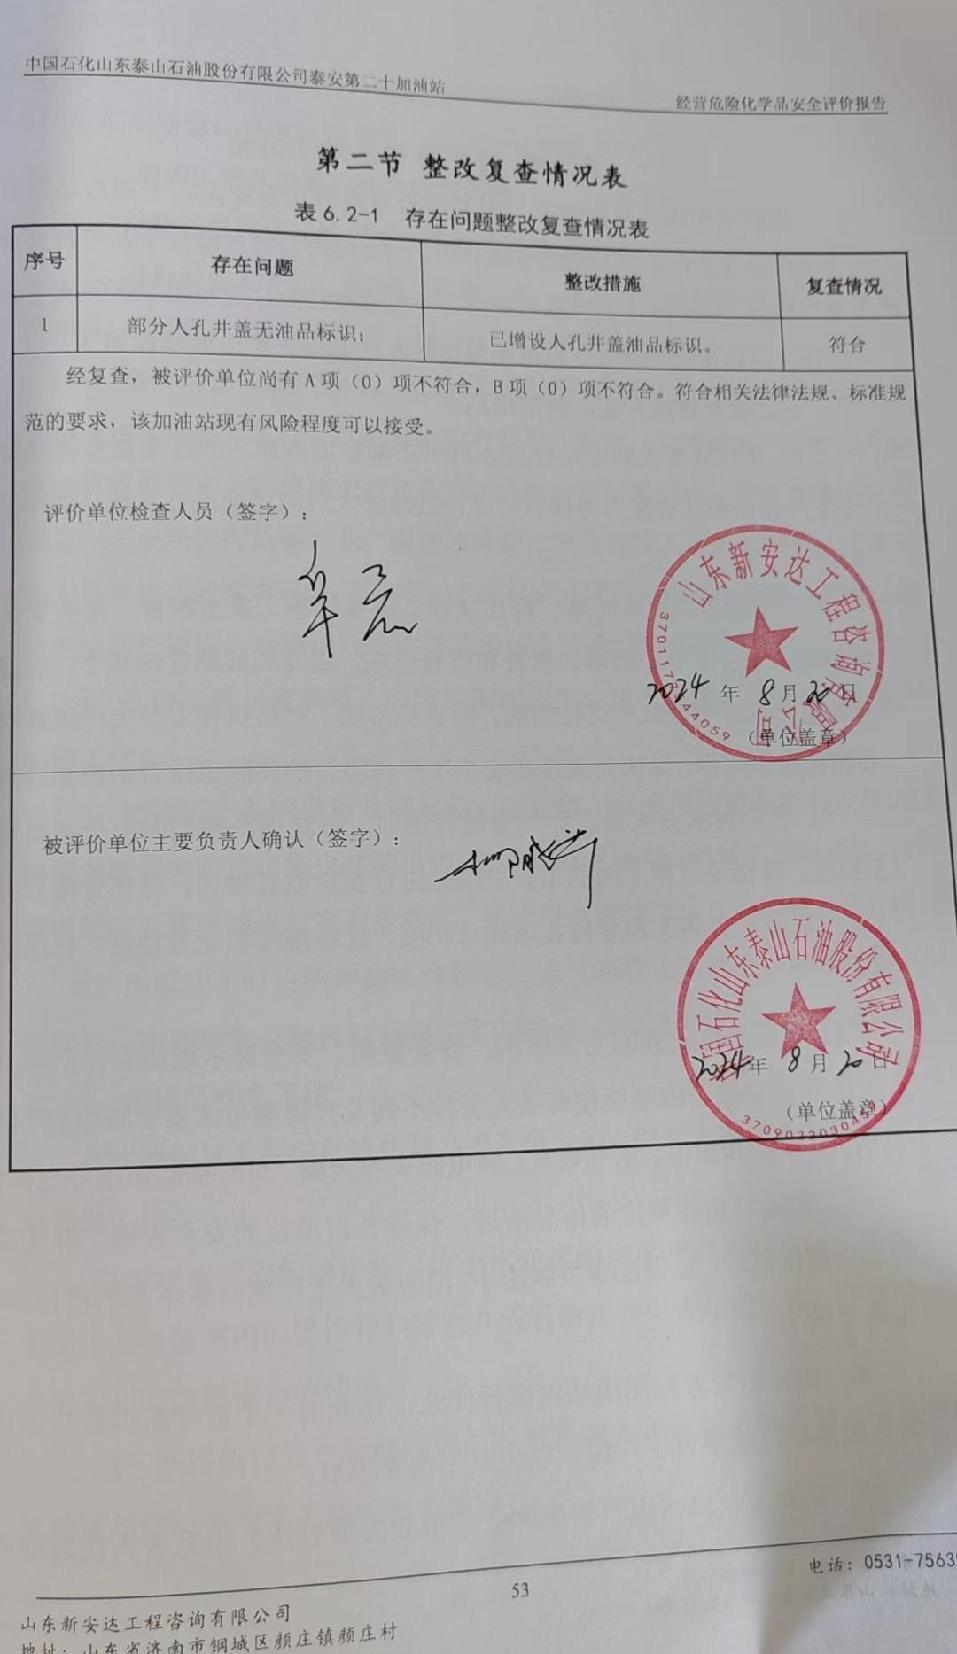 中国石化山东泰山石油股份有限公司泰安第二十加油站
经营危险化学品安全评价报告
第二节 整改复查情况表
表 6.2-1 存在问题整改复查情况表
序号 存在问题 整改措施 复查情况
1 部分人孔井盖无油品标识； 已增设人孔井盖油品标识。 符合
经复查，被评价单位尚有 A 项（0）项不符合，B 项（0）项不符合。符合相关法律法规、标准规
范的要求，该加油站现有风险程度可以接受。
评价单位检查人员（签字）：
山东新安达工程咨询有限公司
2024 年 8 月 20 日
（单位盖章）
被评价单位主要负责人确认（签字）：
中国石化山东泰山石油股份有限公司
2024 年 8 月 20 日
（单位盖章）
53
电话：0531-7563
山东新安达工程咨询有限公司
地址：山东省济南市钢城区颜庄镇颜庄村